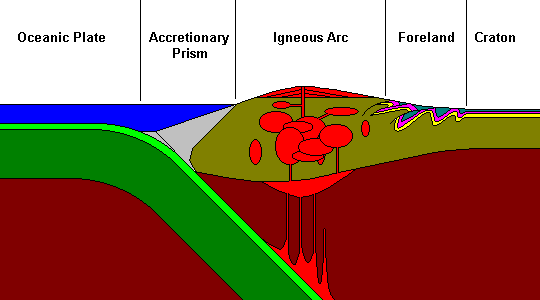 Oceanic Plate
Accretionary
Prism
Igneous Arc
Foreland
Craton